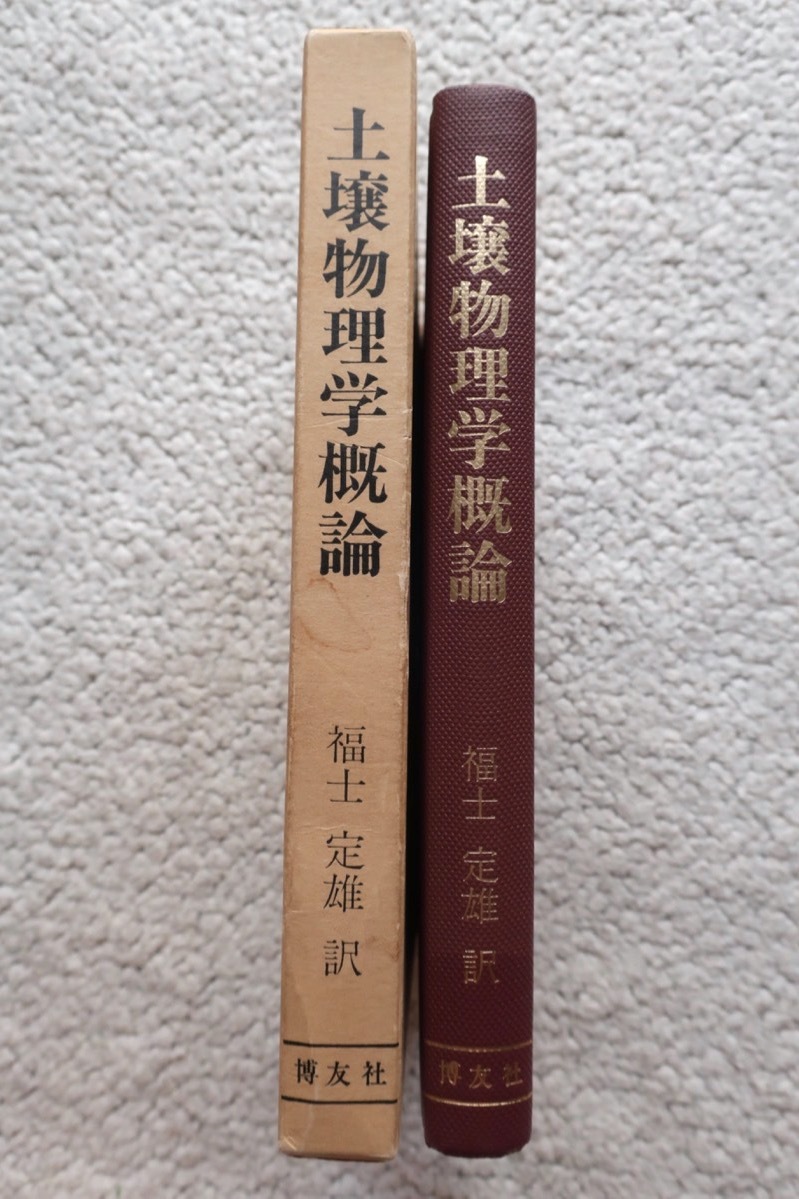 土壌物理学概論
福士 定雄 訳
博友社
土壌物理学概論
福士 定雄 訳
博友社